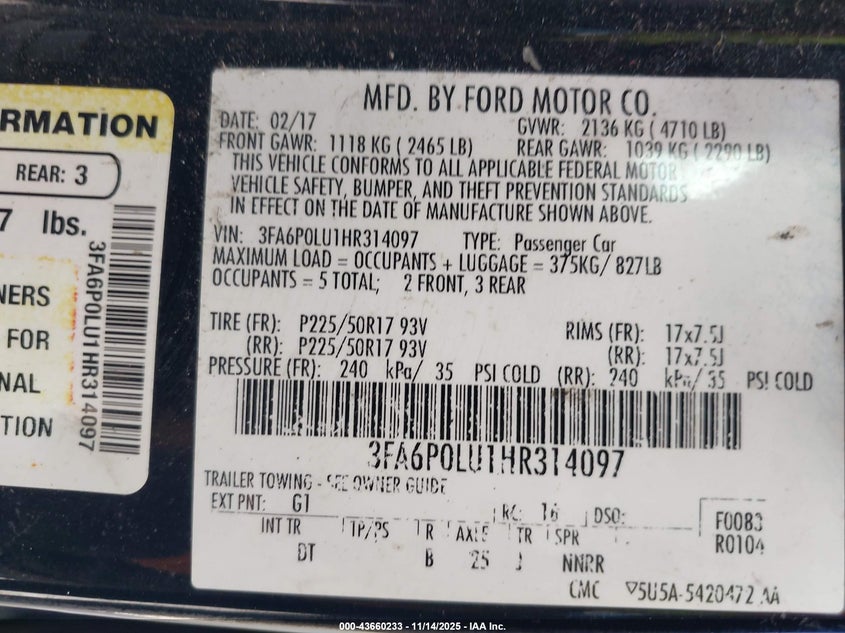 RMATION
REAR: 3
7 lbs.
NERS
FOR
NAL
TION
3FA6P0LU1HR314097
MFD. BY FORD MOTOR CO.
DATE: 02/17 GVWR: 2136 KG ( 4710 LB)
FRONT GAWR: 1118 KG ( 2465 LB) REAR GAWR: 1039 KG ( 2290 LB)
THIS VEHICLE CONFORMS TO ALL APPLICABLE FEDERAL MOTOR
VEHICLE SAFETY, BUMPER, AND THEFT PREVENTION STANDARDS
IN EFFECT ON THE DATE OF MANUFACTURE SHOWN ABOVE.
VIN: 3FA6P0LU1HR314097 TYPE: Passenger Car
MAXIMUM LOAD = OCCUPANTS + LUGGAGE = 375KG/ 827LB
OCCUPANTS = 5 TOTAL; 2 FRONT, 3 REAR
TIRE (FR): P225/50R17 93V RIMS (FR): 17x7.5J
(RR): P225/50R17 93V (RR): 17x7.5J
PRESSURE (FR): 240 kPa/ 35 PSI COLD (RR): 240 kPa/ 35 PSI COLD
3FA6P0LU1HR314097
TRAILER TOWING - SEE OWNER GUIDE
EXT PNT: G1 RC: 16 DSO: F0083
INT TR TP/PS R AXLE TR SPR R0104
DT B 25 J NNRR
CMC ▽5U5A-5420472 AA
000-43660233 - 11/14/2025 - IAA Inc.